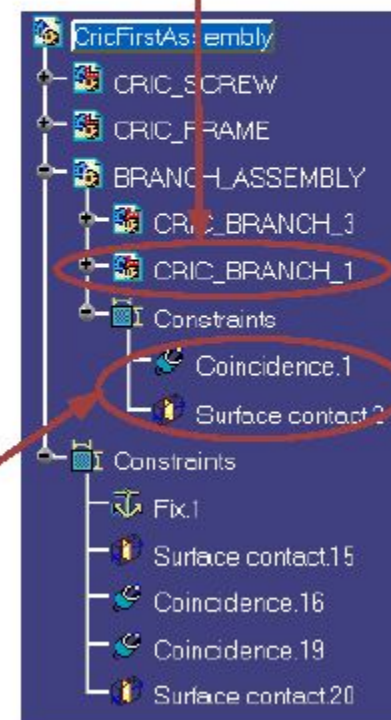 CricFirstAssembly
CRIC_SCREW
CRIC_FRAME
BRANCH_ASSEMBLY
CRIC_BRANCH_3
CRIC_BRANCH_1
Constraints
Coincidence.1
Surface contact.2
Constraints
Fix.1
Surface contact.15
Coincidence.16
Coincidence.19
Surface contact.20